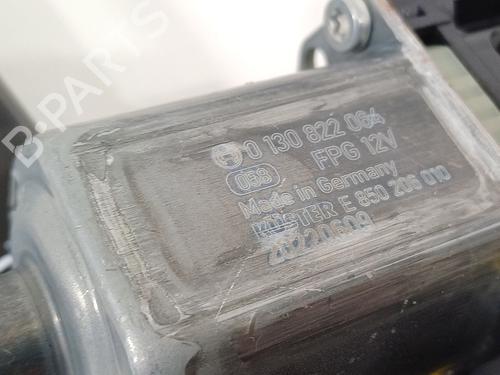 B-PARTS
0 130 822 064
FPG 12V
058
Made in Germany
KÜSTER E 850 206 010
20220609